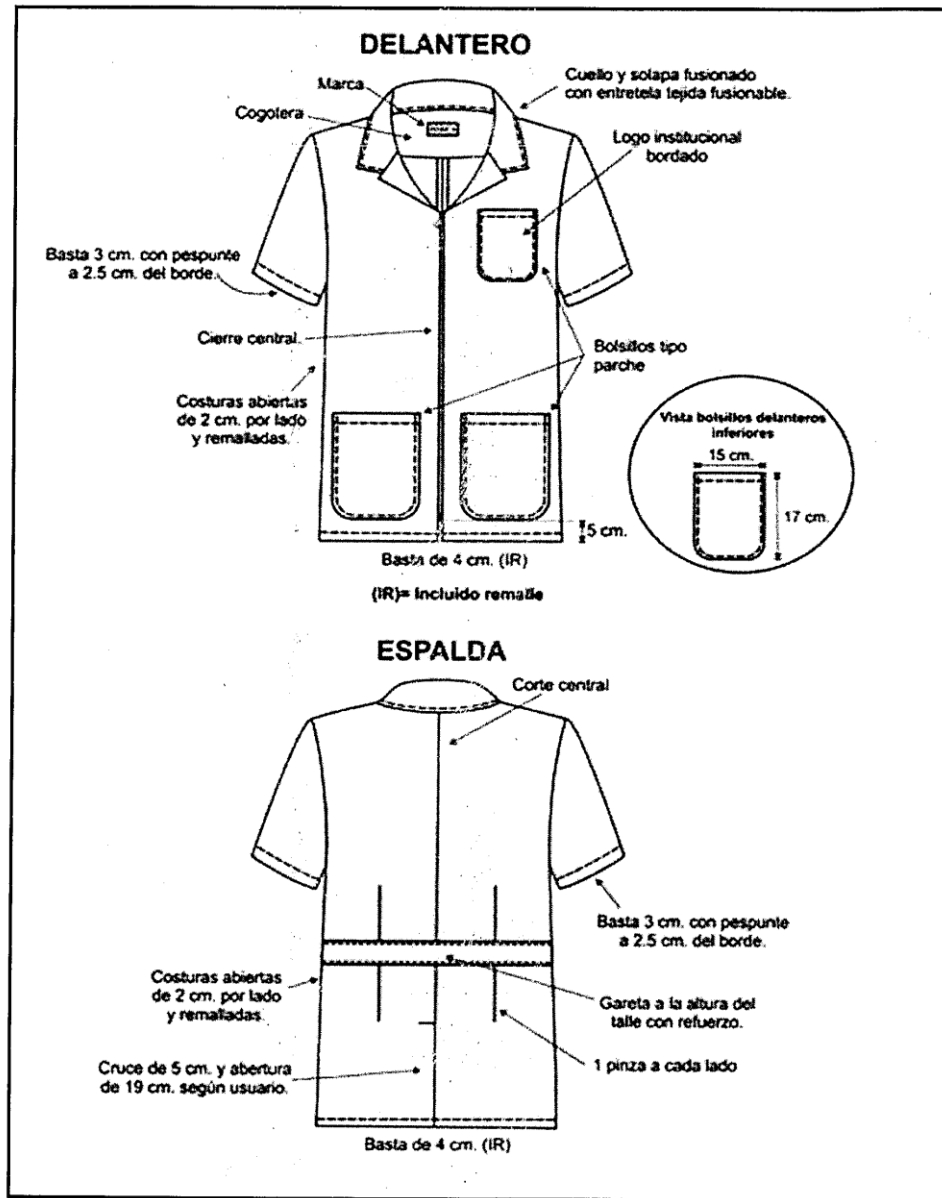 DELANTERO
Marca
Cogotera
Cuello y solapa fusionado
con entretela tejida fusionable.
Logo institucional
bordado
Basta 3 cm. con pespunte
a 2.5 cm. del borde.
Cierre central.
Bolsillos tipo
parche
Costuras abiertas
de 2 cm. por lado
y remalladas.
Vista bolsillos delanteros
inferiores
15 cm.
17 cm.
5 cm.
Basta de 4 cm. (IR)
(IR)= Incluido remalle
ESPALDA
Corte central
Basta 3 cm. con pespunte
a 2.5 cm. del borde.
Costuras abiertas
de 2 cm. por lado
y remalladas.
Gareta a la altura del
talle con refuerzo.
1 pinza a cada lado
Cruce de 5 cm. y abertura
de 19 cm. según usuario.
Basta de 4 cm. (IR)